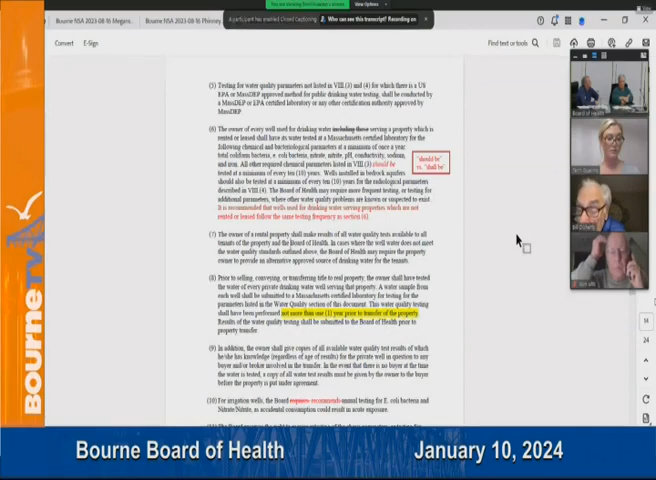 You are viewing
View Options
Bourne NSA 2023-08-16 Megans...
Bourne NSA 2023-08-16 Phinney...
A participant has enabled Closed Captioning
Who can see this transcript? Recording on
Convert
E-Sign
Find text or tools
(5) Testing for water quality parameters not listed in VIII.(3) and (4) for which there is a US
EPA or MassDEP approved method for public drinking water testing, shall be conducted by
a MassDEP or EPA certified laboratory or any other certification authority approved by
MassDEP
(6) The owner of every well used for drinking water including those serving a property which is
rented or leased shall have its water tested at a Massachusetts certified laboratory for the
following chemical and bacteriological parameters at a minimum of once a year
total coliform bacteria, e. coli bacteria, nitrate, nitrite, pH, conductivity, sodium,
and iron. All other required chemical parameters listed in VIII.(3) should be
tested at a minimum of every ten (10) years. Wells installed in bedrock aquifers
should also be tested at a minimum of every ten (10) years for the radiological parameters
described in VIII.(4). The Board of Health may require more frequent testing, or testing for
additional parameters, where other water quality problems are known or suspected to exist.
It is recommended that wells used for drinking water serving properties which are not
rented or leased follow the same testing frequency as section (6).
"should be"
vs. "shall be"
(7) The owner of a rental property shall make results of all water quality tests available to all
tenants of the property and the Board of Health. In cases where the well water does not meet
the water quality standards outlined above, the Board of Health may require the property
owner to provide an alternative approved source of drinking water for the tenants.
(8) Prior to selling, conveying, or transferring title to real property, the owner shall have tested
the water of every private drinking water well serving that property. A water sample from
each well shall be submitted to a Massachusetts certified laboratory for testing for the
parameters listed in the Water Quality section of this document. This water quality testing
shall have been performed not more than one (1) year prior to transfer of the property.
Results of the water quality testing shall be submitted to the Board of Health prior to
property transfer
(9) In addition, the owner shall give copies of all available water quality test results of which
he/she has knowledge (regardless of age of results) for the private well in question to any
buyer and/or broker involved in the transfer. In the event that there is no buyer at the time
the water is tested, a copy of all water test results must be given by the owner to the buyer
before the property is put under agreement.
(10) For irrigation wells, the Board requires recommends annual testing for E. coli bacteria and
Nitrate/Nitrite, as accidental consumption could result in acute exposure.
Board of Health
14
24
BOURNE TV
Bourne Board of Health
January 10, 2024